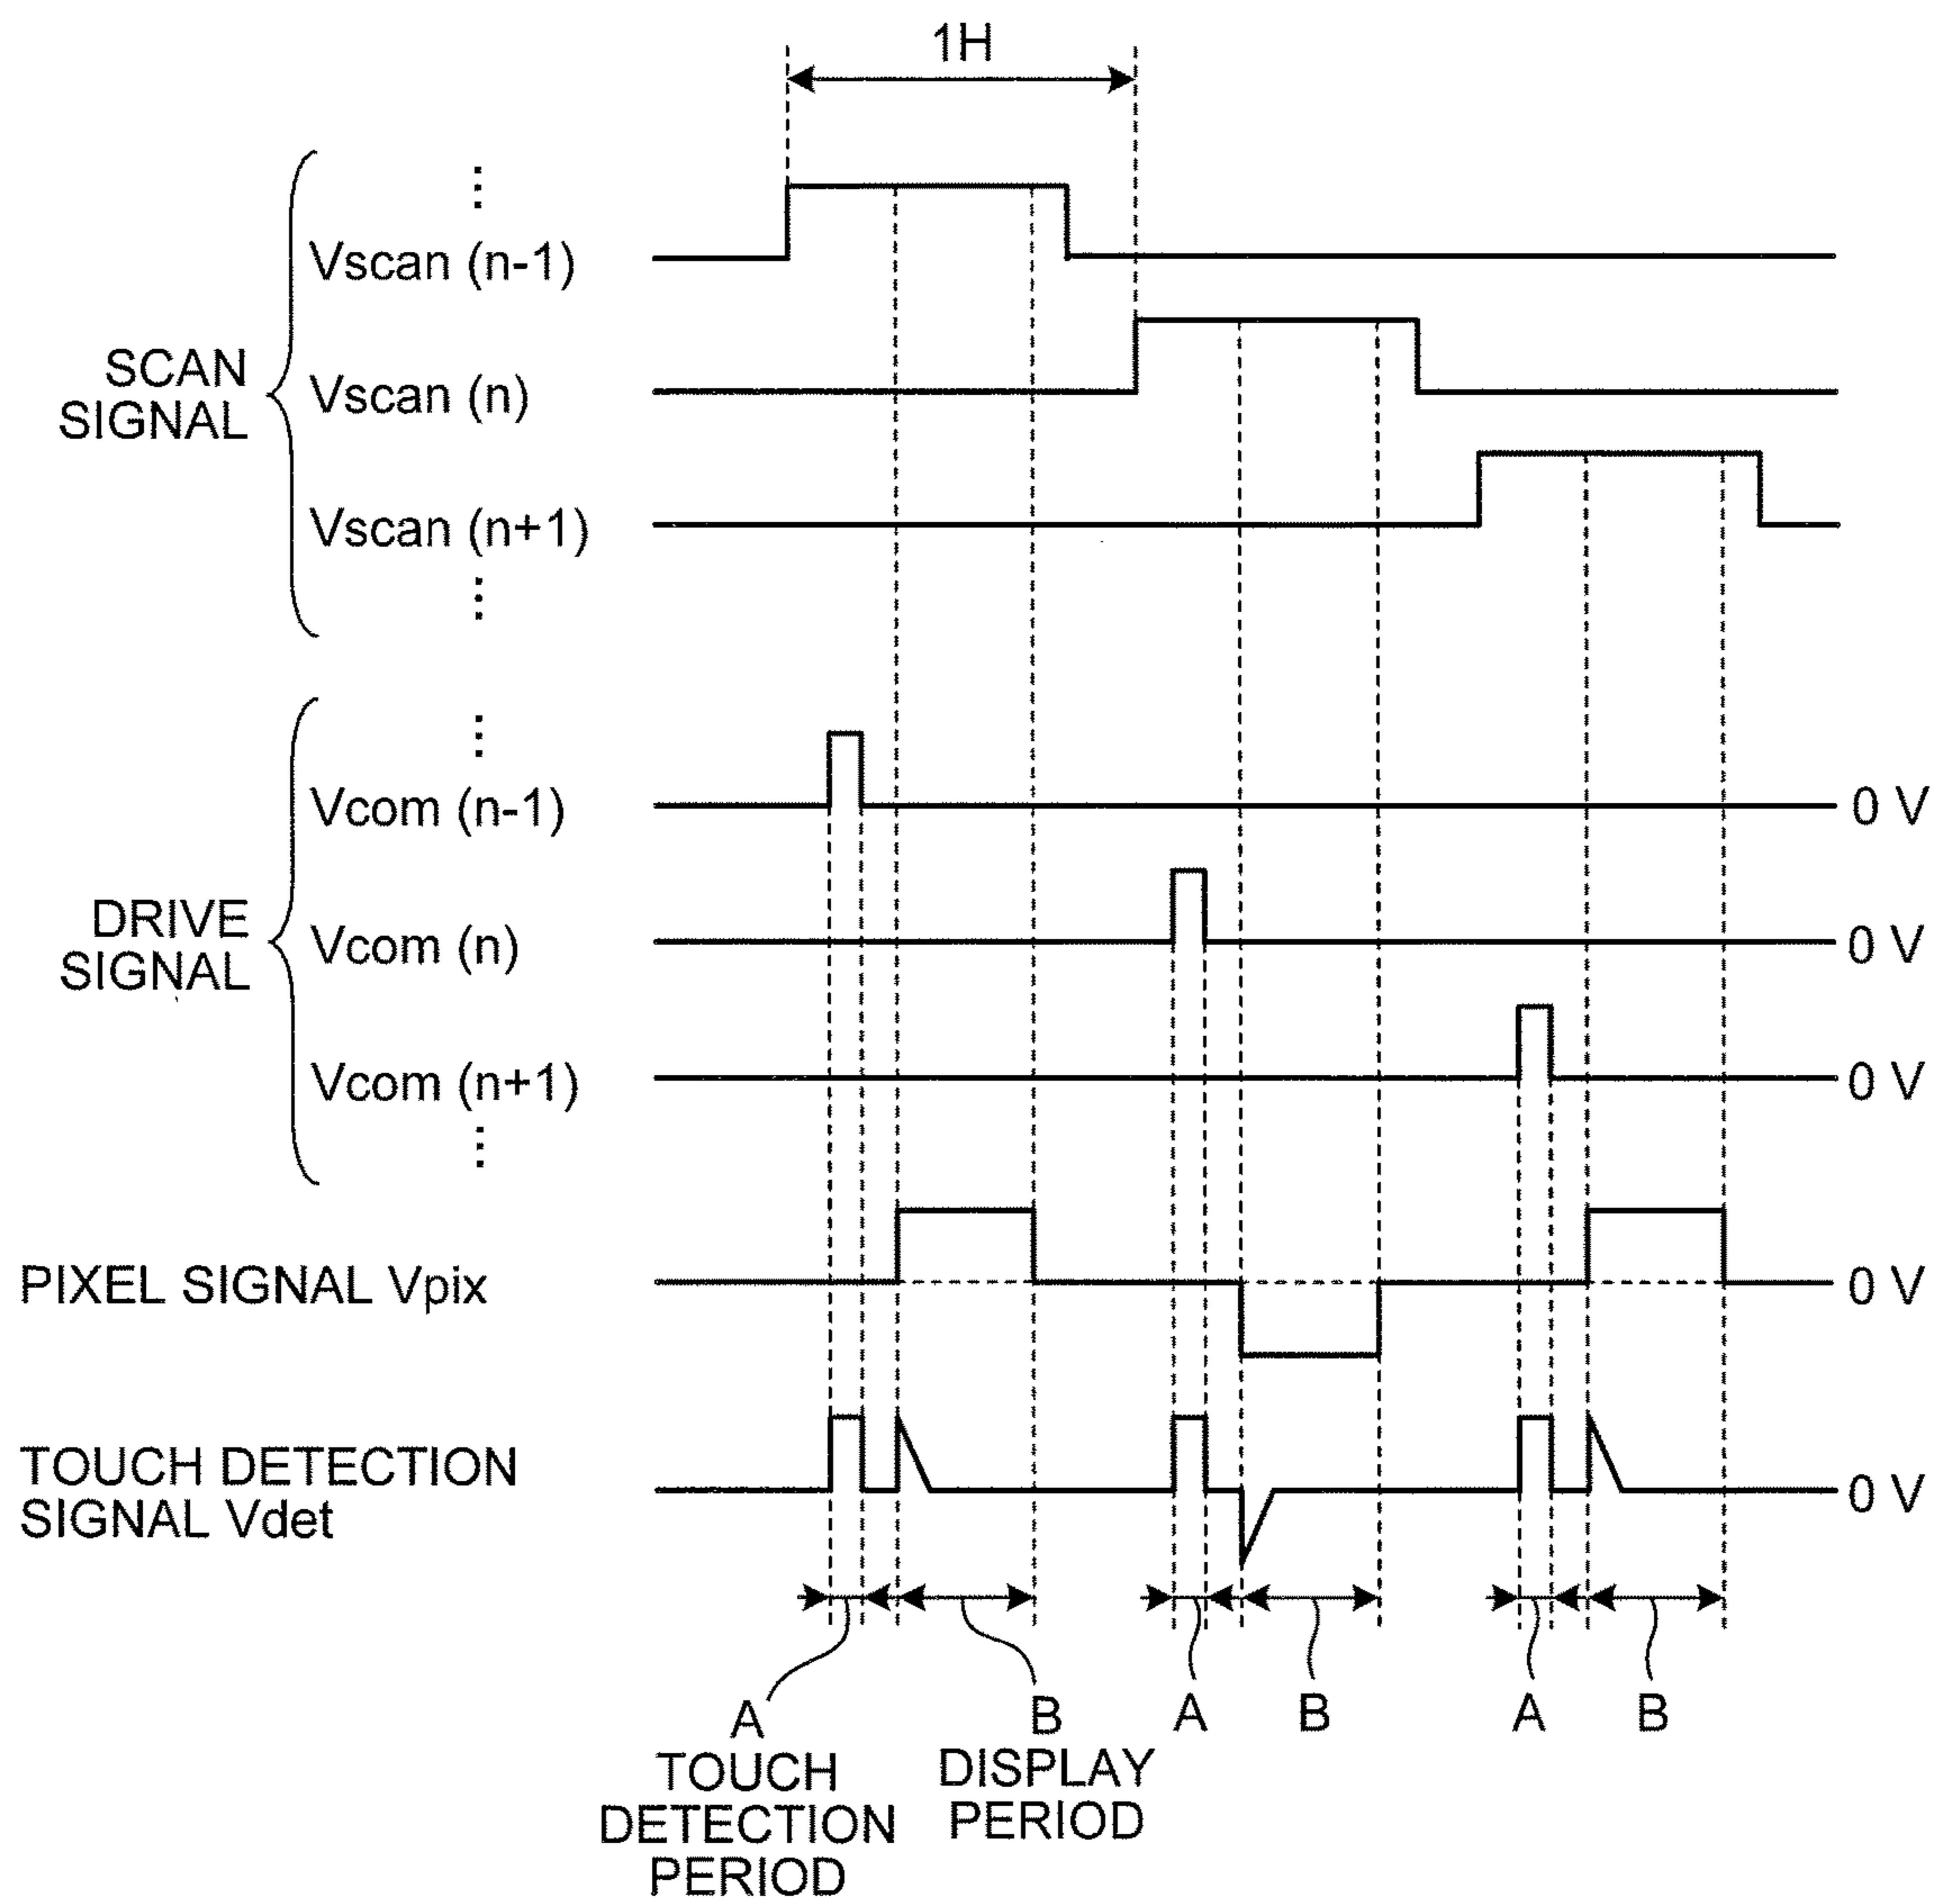 1H
⋮
Vscan (n-1)
SCAN
SIGNAL
Vscan (n)
Vscan (n+1)
⋮
⋮
Vcom (n-1)
0 V
DRIVE
SIGNAL
Vcom (n)
0 V
Vcom (n+1)
0 V
⋮
PIXEL SIGNAL Vpix
0 V
TOUCH DETECTION
SIGNAL Vdet
0 V
A
TOUCH
DETECTION
PERIOD
B
DISPLAY
PERIOD
A
B
A
B